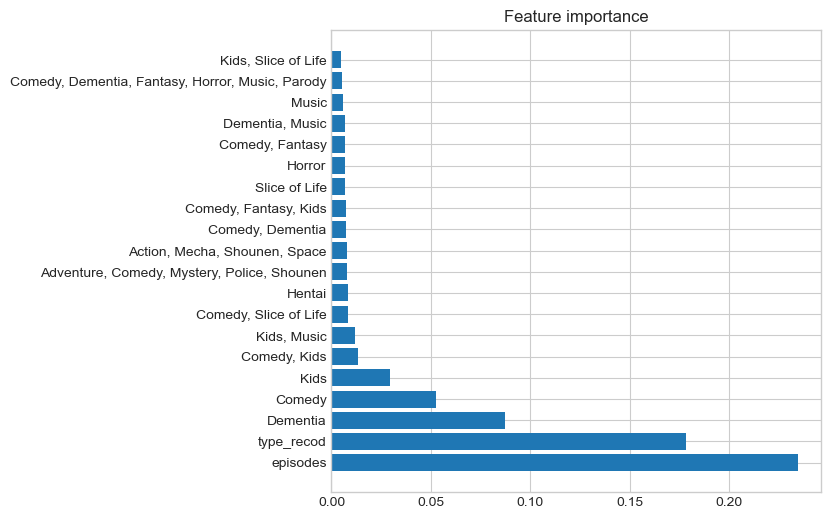 Feature importance
Kids, Slice of Life
Comedy, Dementia, Fantasy, Horror, Music, Parody
Music
Dementia, Music
Comedy, Fantasy
Horror
Slice of Life
Comedy, Fantasy, Kids
Comedy, Dementia
Action, Mecha, Shounen, Space
Adventure, Comedy, Mystery, Police, Shounen
Hentai
Comedy, Slice of Life
Kids, Music
Comedy, Kids
Kids
Comedy
Dementia
type_recod
episodes
0.00 0.05 0.10 0.15 0.20